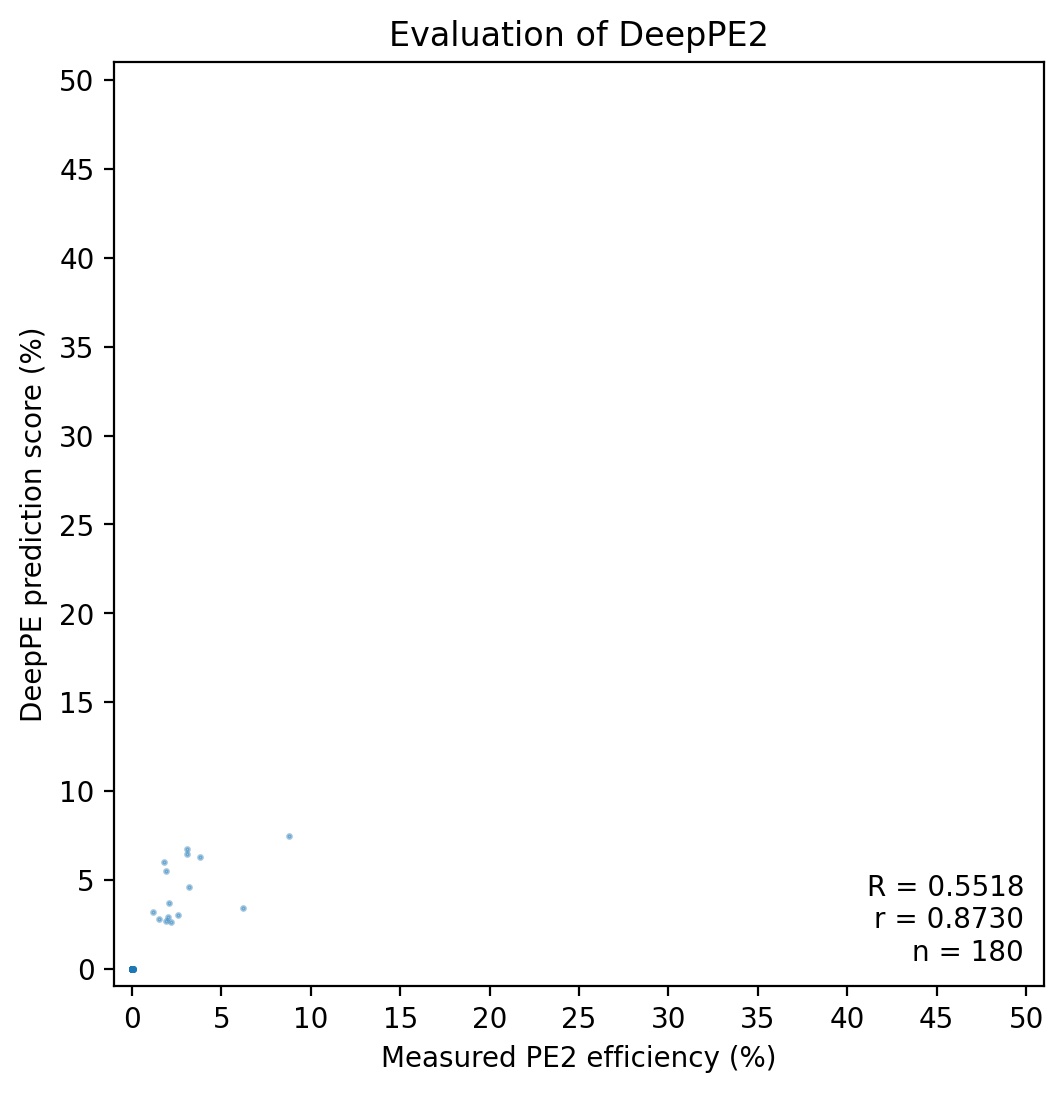 Evaluation of DeepPE2
DeepPE prediction score (%)
50
45
40
35
30
25
20
15
10
5
0
R = 0.5518
r = 0.8730
n = 180
0 5 10 15 20 25 30 35 40 45 50
Measured PE2 efficiency (%)